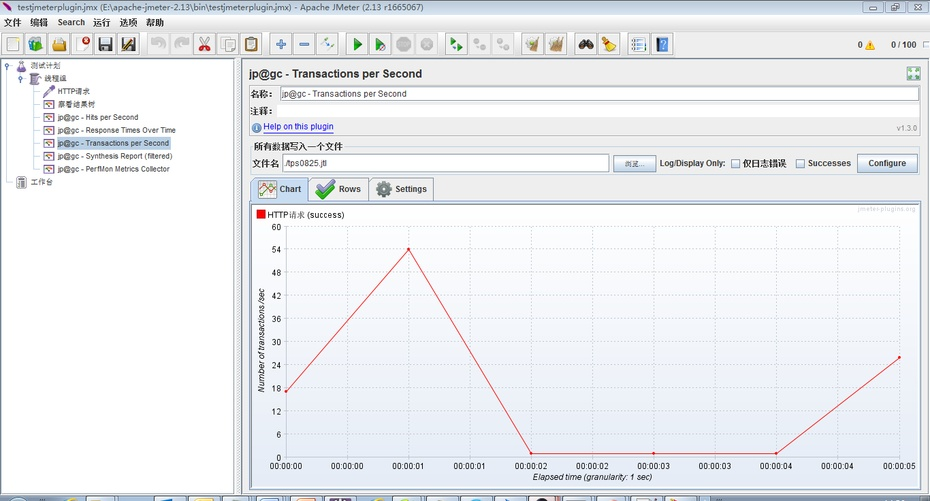 testjmeterplugin.jmx (E:\apache-jmeter-2.13\bin\testjmeterplugin.jmx) - Apache JMeter (2.13 r1665067)
文件 编辑 Search 运行 选项 帮助
0 0 / 100
测试计划
线程组
HTTP请求
察看结果树
jp@gc - Hits per Second
jp@gc - Response Times Over Time
jp@gc - Transactions per Second
jp@gc - Synthesis Report (filtered)
jp@gc - PerfMon Metrics Collector
工作台
jp@gc - Transactions per Second
名称: jp@gc - Transactions per Second
注释:
Help on this plugin v1.3.0
所有数据写入一个文件
文件名 ./tps0825.jtl 浏览... Log/Display Only: 仅日志错误 Successes Configure
Chart Rows Settings
HTTP请求 (success) jmeterplugins.org
60
54
48
42
36
30
24
18
12
6
0
Number of transactions /sec
00:00:00 00:00:00 00:00:01 00:00:01 00:00:02 00:00:02 00:00:03 00:00:03 00:00:04 00:00:04 00:00:05
Elapsed time (granularity: 1 sec)